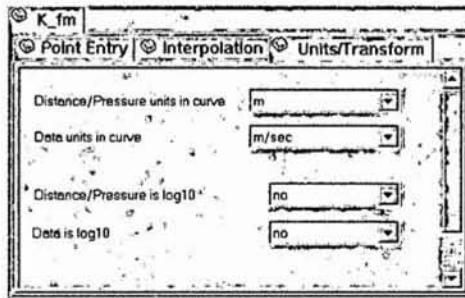 K_fm
Point Entry Interpolation Units/Transform
Distance/Pressure units in curve m
Data units in curve m/sec
Distance/Pressure is log10 no
Data is log10 no